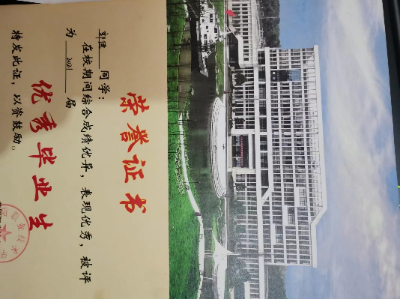 荣誉证书
同学:
在校期间综合成绩优异，表现优秀，被评
为 2021 届
优秀毕业生
特发此证，以资鼓励。